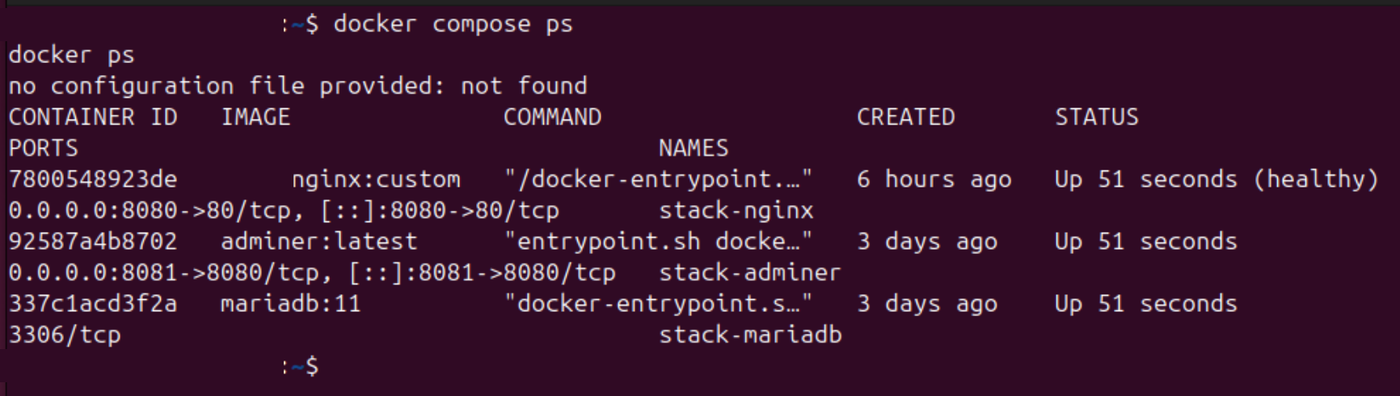 :~$ docker compose ps
docker ps
no configuration file provided: not found
CONTAINER ID   IMAGE               COMMAND                  CREATED       STATUS
PORTS                                         NAMES
7800548923de        nginx:custom   "/docker-entrypoint.…"   6 hours ago   Up 51 seconds (healthy)
0.0.0.0:8080->80/tcp, [::]:8080->80/tcp       stack-nginx
92587a4b8702   adminer:latest      "entrypoint.sh docke…"   3 days ago    Up 51 seconds
0.0.0.0:8081->8080/tcp, [::]:8081->8080/tcp   stack-adminer
337c1acd3f2a   mariadb:11          "docker-entrypoint.s…"   3 days ago    Up 51 seconds
3306/tcp                                      stack-mariadb
:~$